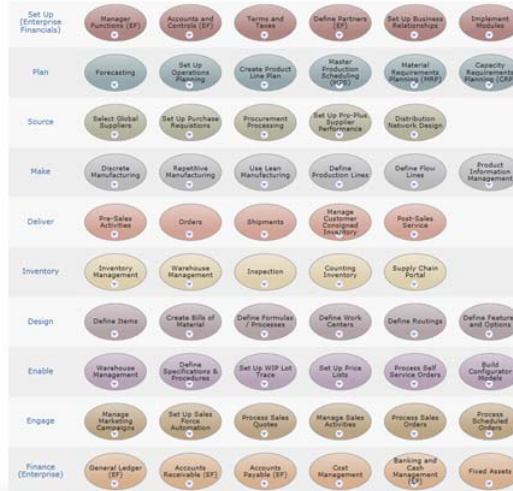 Set Up
(Enterprise
Financials)
Manager
Functions (EF)
Accounts and
Controls (EF)
Terms and
Taxes
Define Partners
(EF)
Set Up Business
Relationships
Implement
Modules
Plan
Forecasting
Set Up
Operations
Planning
Create Product
Line Plan
Master
Production
Scheduling
(MPS)
Material
Requirements
Planning (MRP)
Capacity
Requirements
Planning (CRP
Source
Select Global
Suppliers
Set Up Purchase
Requistions
Procurement
Processing
Set Up Pro-Plus
Supplier
Performance
Distribution
Network Design
Make
Discrete
Manufacturing
Repetitive
Manufacturing
Use Lean
Manufacturing
Define
Production Lines
Define Flow
Lines
Product
Information
Management
Deliver
Pre-Sales
Activities
Orders
Shipments
Manage
Customer
Consigned
Inventory
Post-Sales
Service
Inventory
Inventory
Management
Warehouse
Management
Inspection
Counting
Inventory
Supply Chain
Portal
Design
Define Items
Create Bills of
Material
Define Formulas
/ Processes
Define Work
Centers
Define Routings
Define Feature
and Options
Enable
Warehouse
Management
Define
Specifications &
Procedures
Set Up WIP Lot
Trace
Set Up Price
Lists
Process Self
Service Orders
Build
Configurator
Models
Engage
Manage
Marketing
Campaigns
Set Up Sales
Force
Automation
Process Sales
Quotes
Manage Sales
Activities
Process Sales
Orders
Process
Scheduled
Orders
Finance
(Enterprise)
General Ledger
(EF)
Accounts
Receivable (EF)
Accounts
Payable (EF)
Cost
Management
Banking and
Cash
Management
(EF)
Fixed Assets